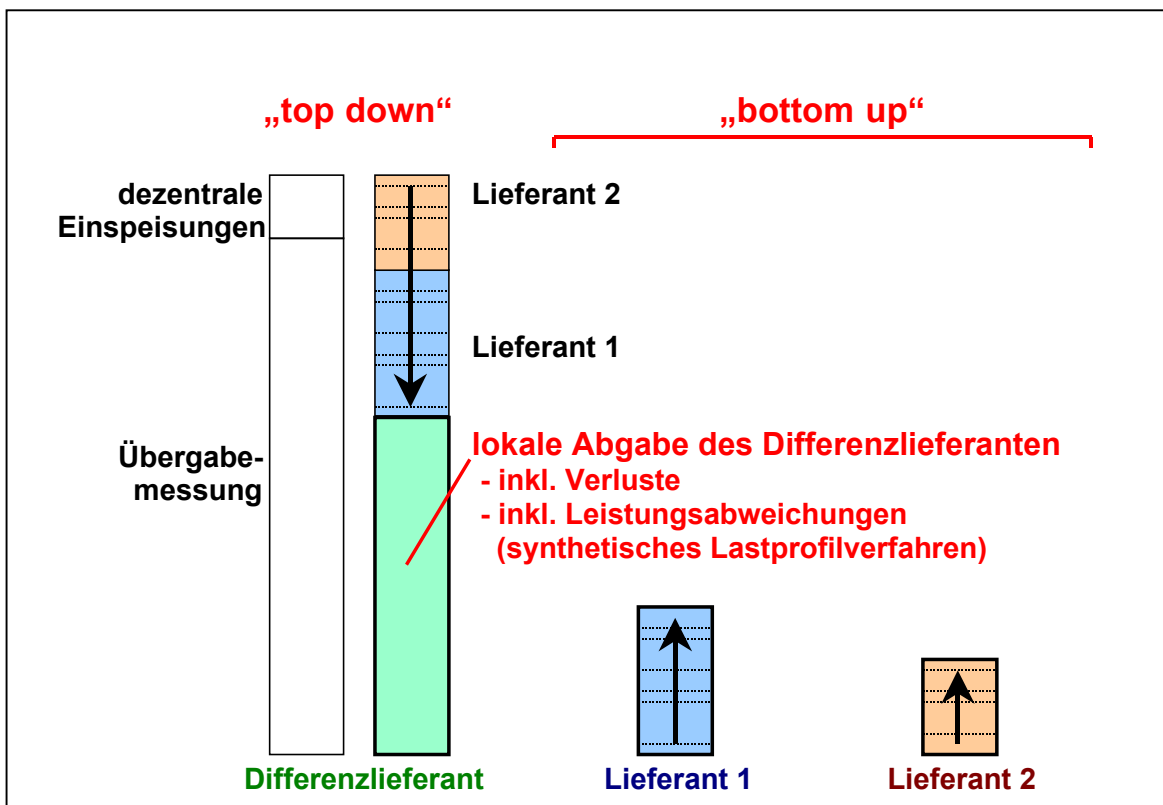 „top down“
„bottom up“
dezentrale
Einspeisungen
Lieferant 2
Lieferant 1
Übergabe-
messung
lokale Abgabe des Differenzlieferanten
- inkl. Verluste
- inkl. Leistungsabweichungen
(synthetisches Lastprofilverfahren)
Differenzlieferant
Lieferant 1
Lieferant 2